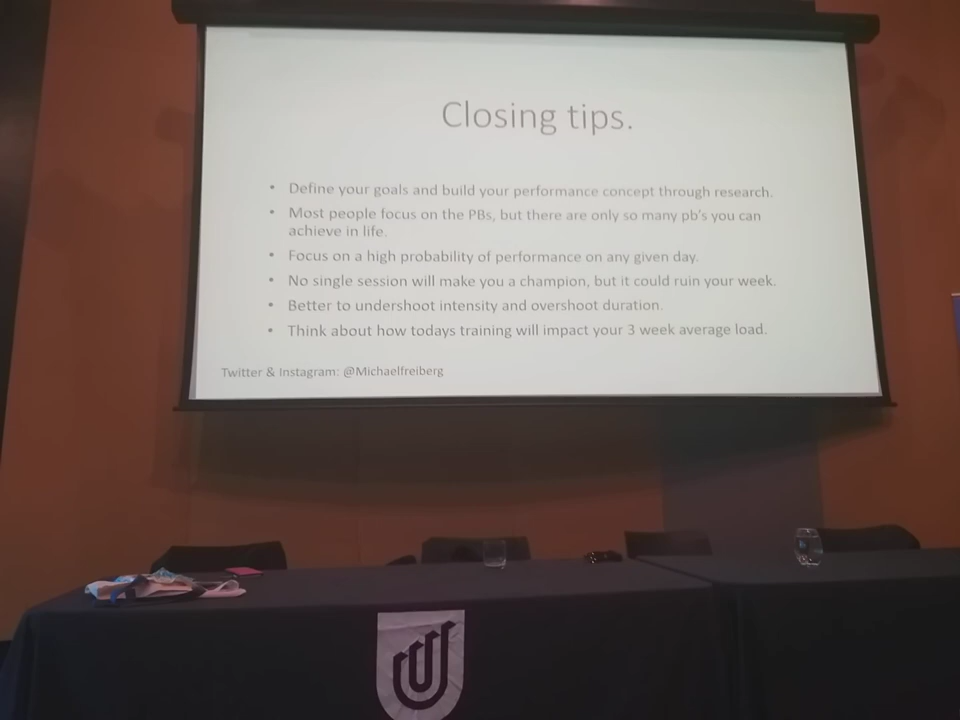 Closing tips.
• Define your goals and build your performance concept through research.
• Most people focus on the PBs, but there are only so many pb's you can
achieve in life.
• Focus on a high probability of performance on any given day.
• No single session will make you a champion, but it could ruin your week.
• Better to undershoot intensity and overshoot duration.
• Think about how todays training will impact your 3 week average load.
Twitter & Instagram: @Michaelfreiberg